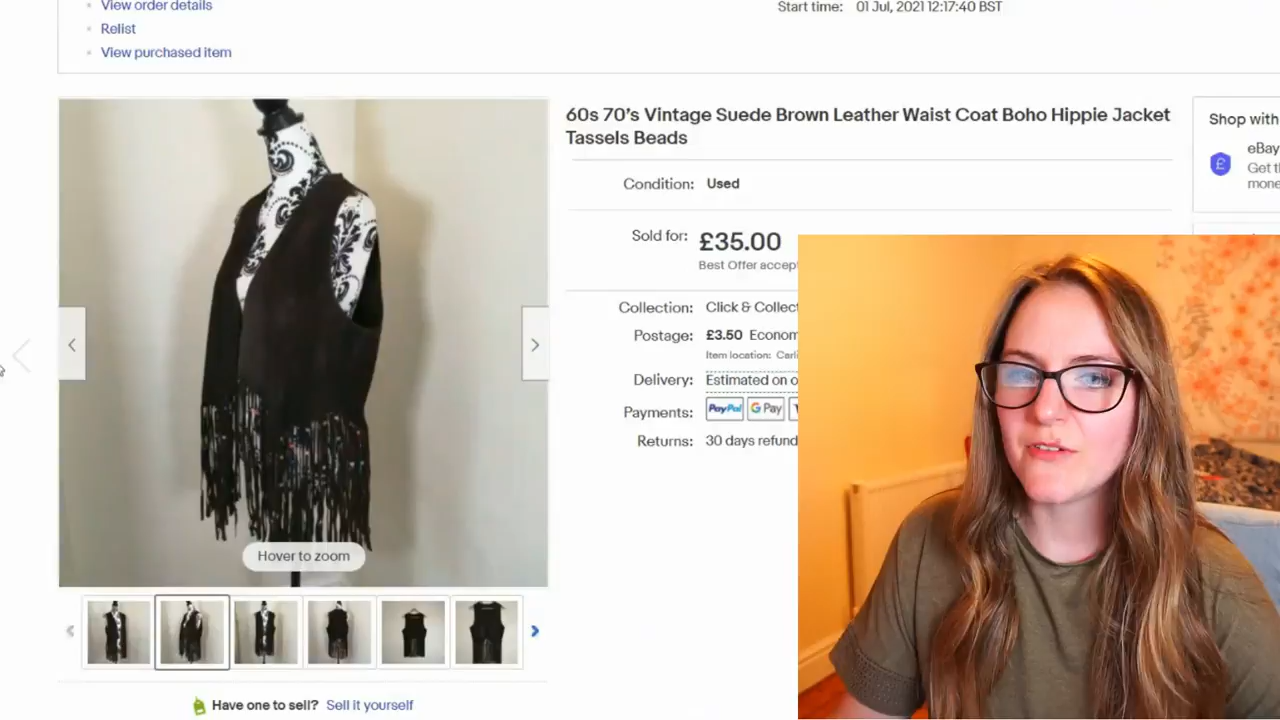 View order details
Start time: 01 Jul, 2021 12:17:40 BST
Relist
View purchased item
60s 70's Vintage Suede Brown Leather Waist Coat Boho Hippie Jacket
Tassels Beads
Shop with
eBay
Get t
mone
£
Condition: Used
Sold for: £35.00
Best Offer accep
Collection: Click & Collect
Postage: £3.50 Econom
Item location: Carli
Delivery: Estimated on o
Payments: PayPal G Pay
Returns: 30 days refund
Hover to zoom
Have one to sell? Sell it yourself